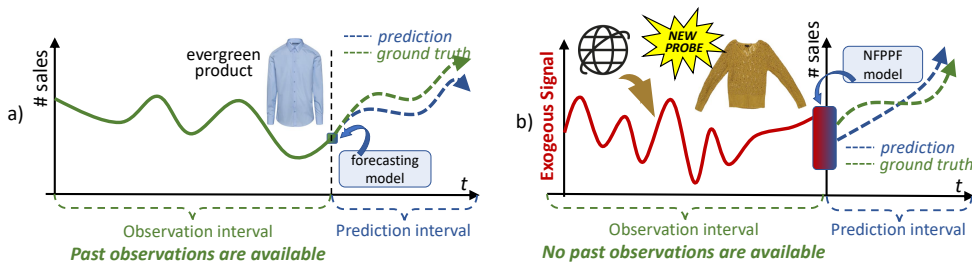 a)
# sales
evergreen
product
prediction
ground truth
forecasting
model
t
Observation interval
Prediction interval
Past observations are available
b)
Exogeous Signal
NEW
PROBE
# sales
NFPPF
model
prediction
ground truth
t
Observation interval
Prediction interval
No past observations are available